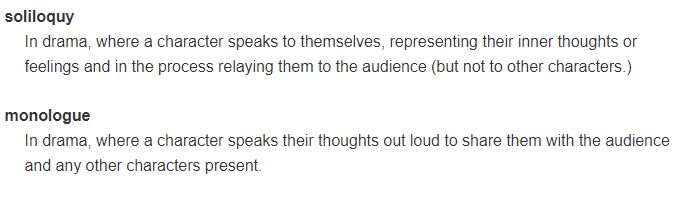 soliloquy
In drama, where a character speaks to themselves, representing their inner thoughts or
feelings and in the process relaying them to the audience (but not to other characters.)
monologue
In drama, where a character speaks their thoughts out loud to share them with the audience
and any other characters present.